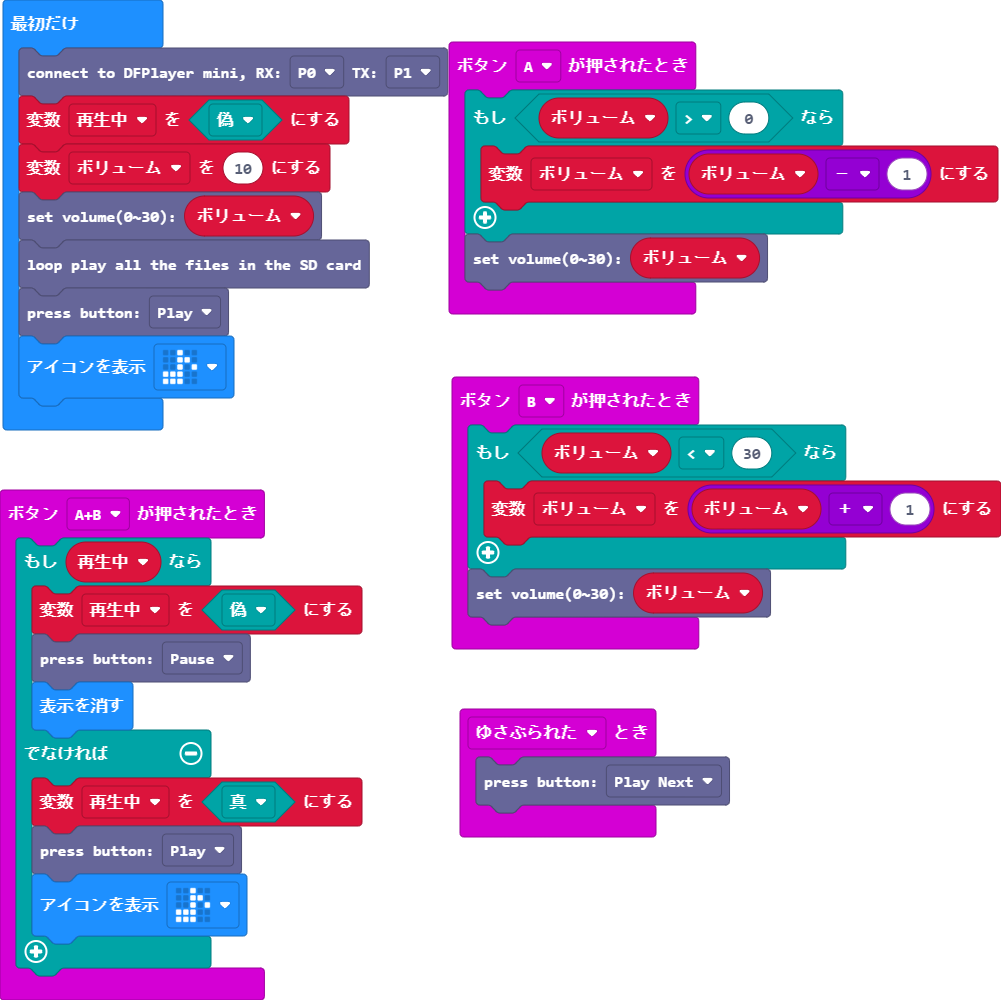 最初だけ
connect to DFPlayer mini, RX: P0 TX: P1
変数 再生中 を 偽 にする
変数 ボリューム を 10 にする
set volume(0~30): ボリューム
loop play all the files in the SD card
press button: Play
アイコンを表示
ボタン A+B が押されたとき
もし 再生中 なら
変数 再生中 を 偽 にする
press button: Pause
表示を消す
でなければ
変数 再生中 を 真 にする
press button: Play
アイコンを表示
ボタン A が押されたとき
もし ボリューム > 0 なら
変数 ボリューム を ボリューム - 1 にする
set volume(0~30): ボリューム
ボタン B が押されたとき
もし ボリューム < 30 なら
変数 ボリューム を ボリューム + 1 にする
set volume(0~30): ボリューム
ゆさぶられた とき
press button: Play Next